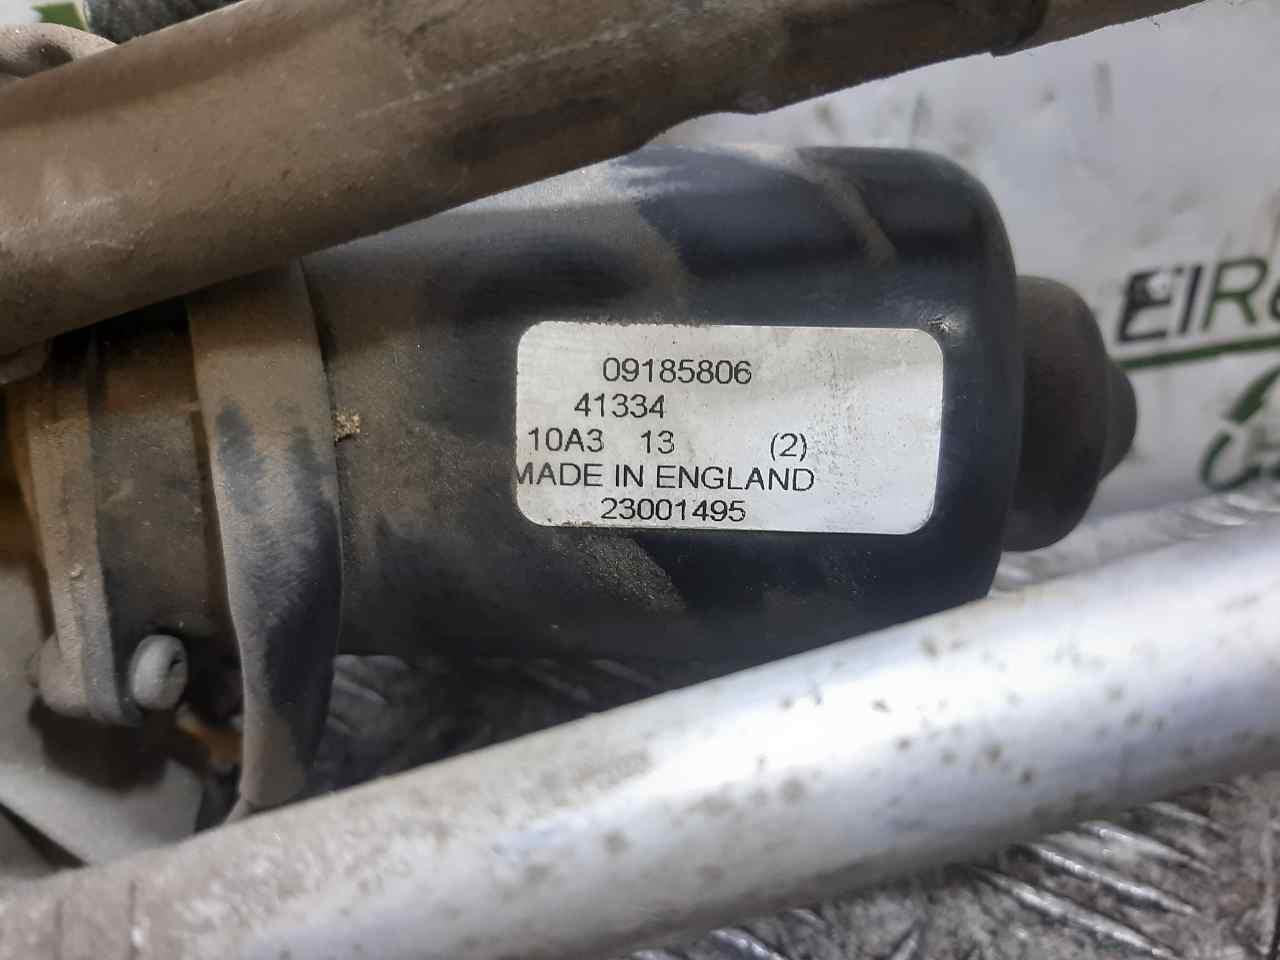 09185806
41334
10A3 13 (2)
MADE IN ENGLAND
23001495